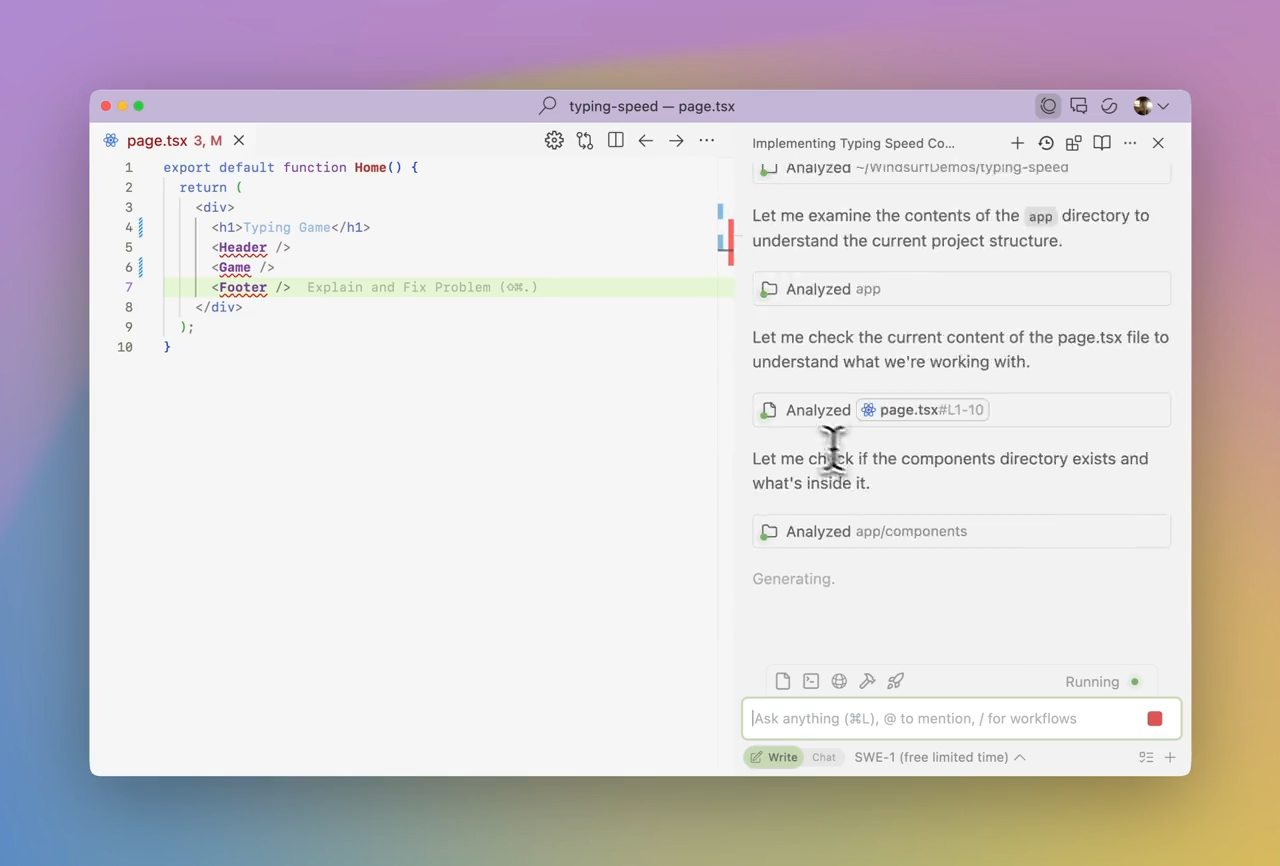 typing-speed — page.tsx
page.tsx 3, M
1 export default function Home() {
2 return (
3 <div>
4 <h1>Typing Game</h1>
5 <Header />
6 <Game />
7 <Footer /> Explain and Fix Problem (⇧⌘.)
8 </div>
9 );
10 }
Implementing Typing Speed Co...
Analyzed ~/WindsurfDemos/typing-speed
Let me examine the contents of the app directory to
understand the current project structure.
Analyzed app
Let me check the current content of the page.tsx file to
understand what we're working with.
Analyzed page.tsx#L1-10
Let me check if the components directory exists and
what's inside it.
Analyzed app/components
Generating.
Running
Ask anything (⌘L), @ to mention, / for workflows
Write Chat SWE-1 (free limited time)